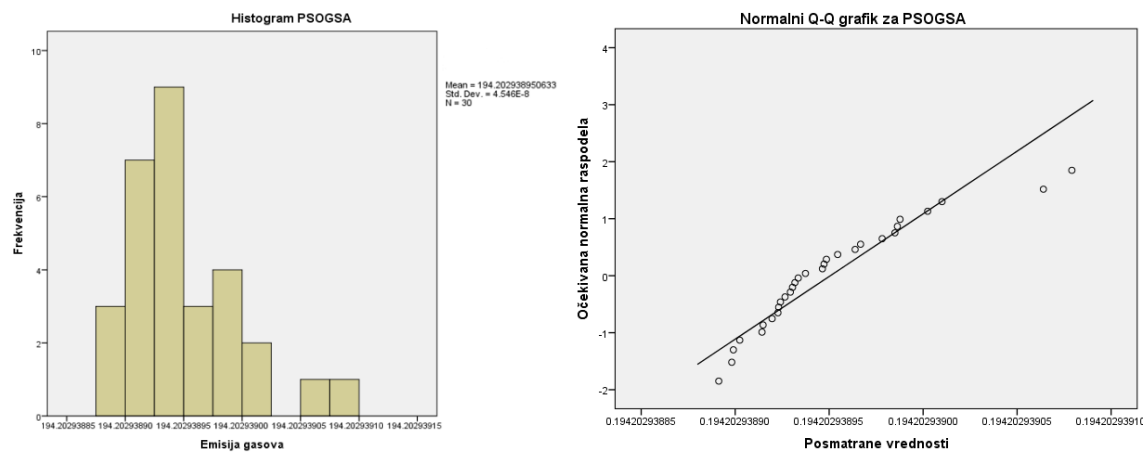 Histogram PSOGSA
10
8
6
4
2
0
Frekvencija
194.20293885 194.20293890 194.20293895 194.20293900 194.20293905 194.20293910 194.20293915
Emisija gasova
Mean = 194.202938950633
Std. Dev. = 4.546E-8
N = 30
Normalni Q-Q grafik za PSOGSA
4
3
2
1
0
-1
-2
Očekivana normalna raspodela
0.19420293885 0.19420293890 0.19420293895 0.19420293900 0.19420293905 0.19420293910
Posmatrane vrednosti